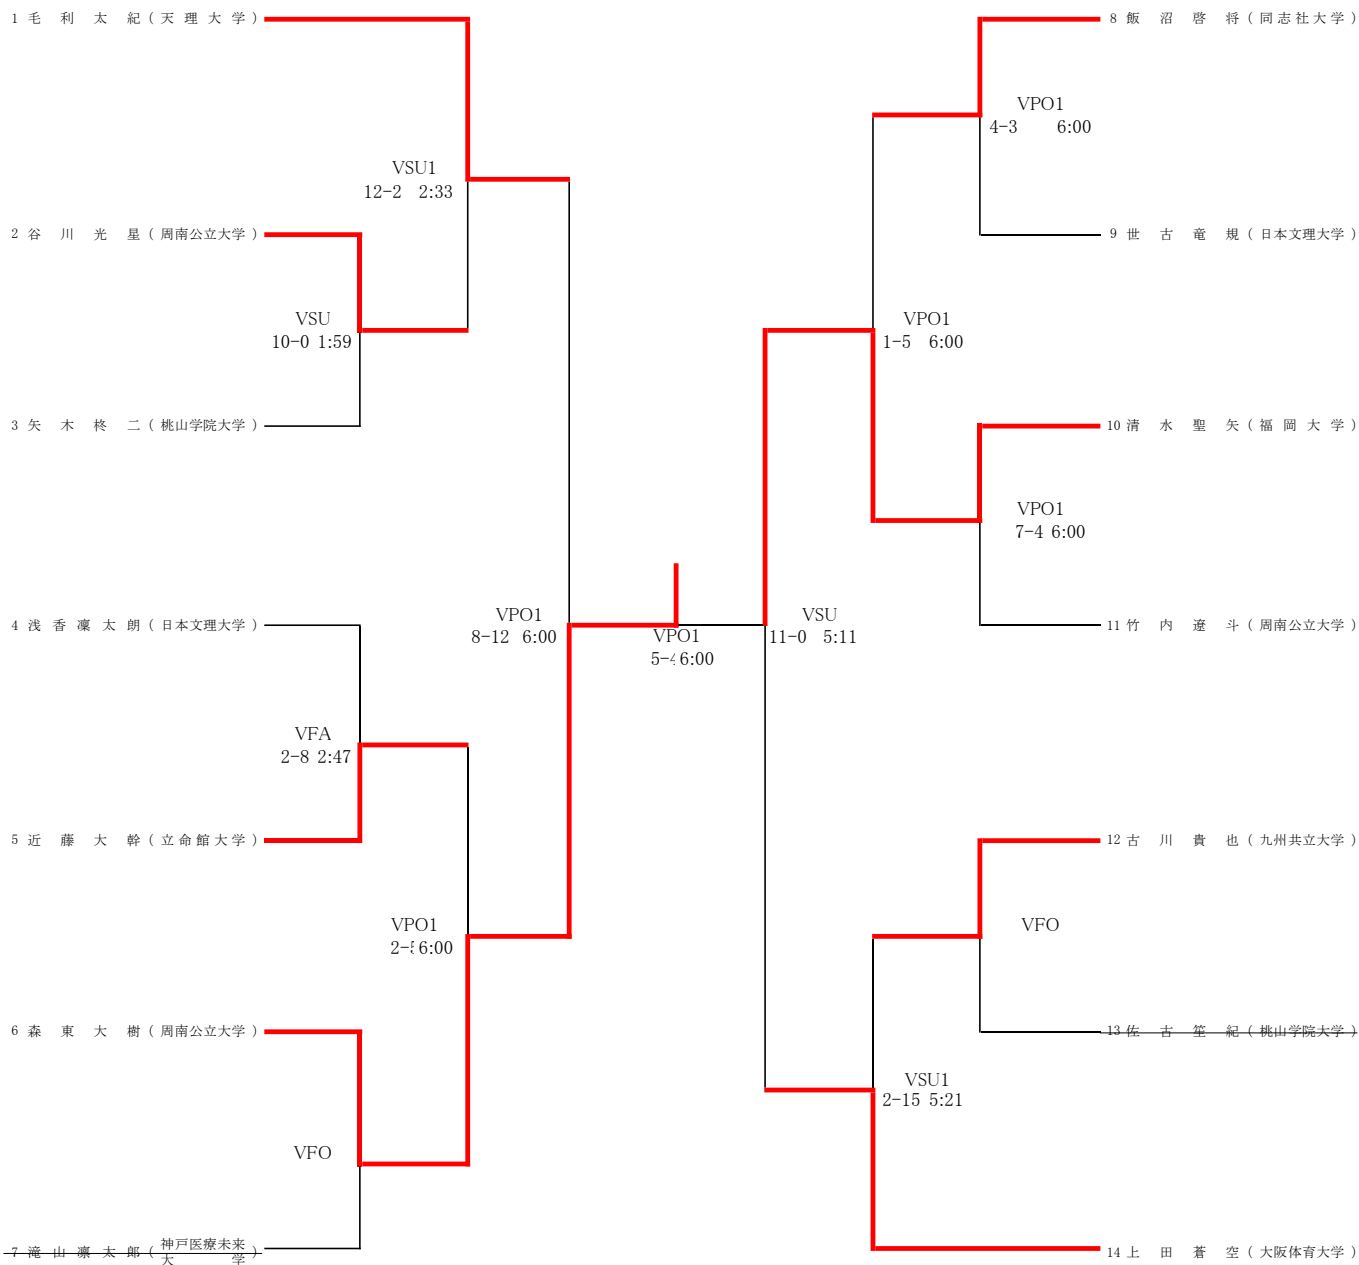 1 毛利太紀(天理大学)
VSU1
12-2 2:33
2 谷川光星(周南公立大学)
VSU
10-0 1:59
3 矢木柊二(桃山学院大学)
4 浅香凜太朗(日本文理大学)
VFA
2-8 2:47
5 近藤大幹(立命館大学)
VPO1
2- 6:00
6 森東大樹(周南公立大学)
VFO
7 滝山凛太郎(神戸医療未来
大学)
VPO1
8-12 6:00
VPO1
5-4 6:00
VSU
11-0 5:11
8 飯沼啓将(同志社大学)
VPO1
4-3 6:00
9 世古竜規(日本文理大学)
VPO1
1-5 6:00
10 清水聖矢(福岡大学)
VPO1
7-4 6:00
11 竹内遼斗(周南公立大学)
12 古川貴也(九州共立大学)
VFO
13 佐古笙紀(桃山学院大学)
VSU1
2-15 5:21
14 上田蒼空(大阪体育大学)